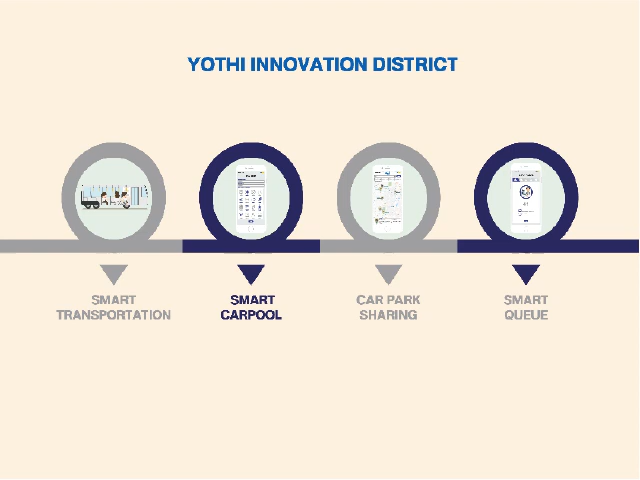 YOTHI INNOVATION DISTRICT
SMART
TRANSPORTATION
SMART
CARPOOL
CAR PARK
SHARING
SMART
QUEUE